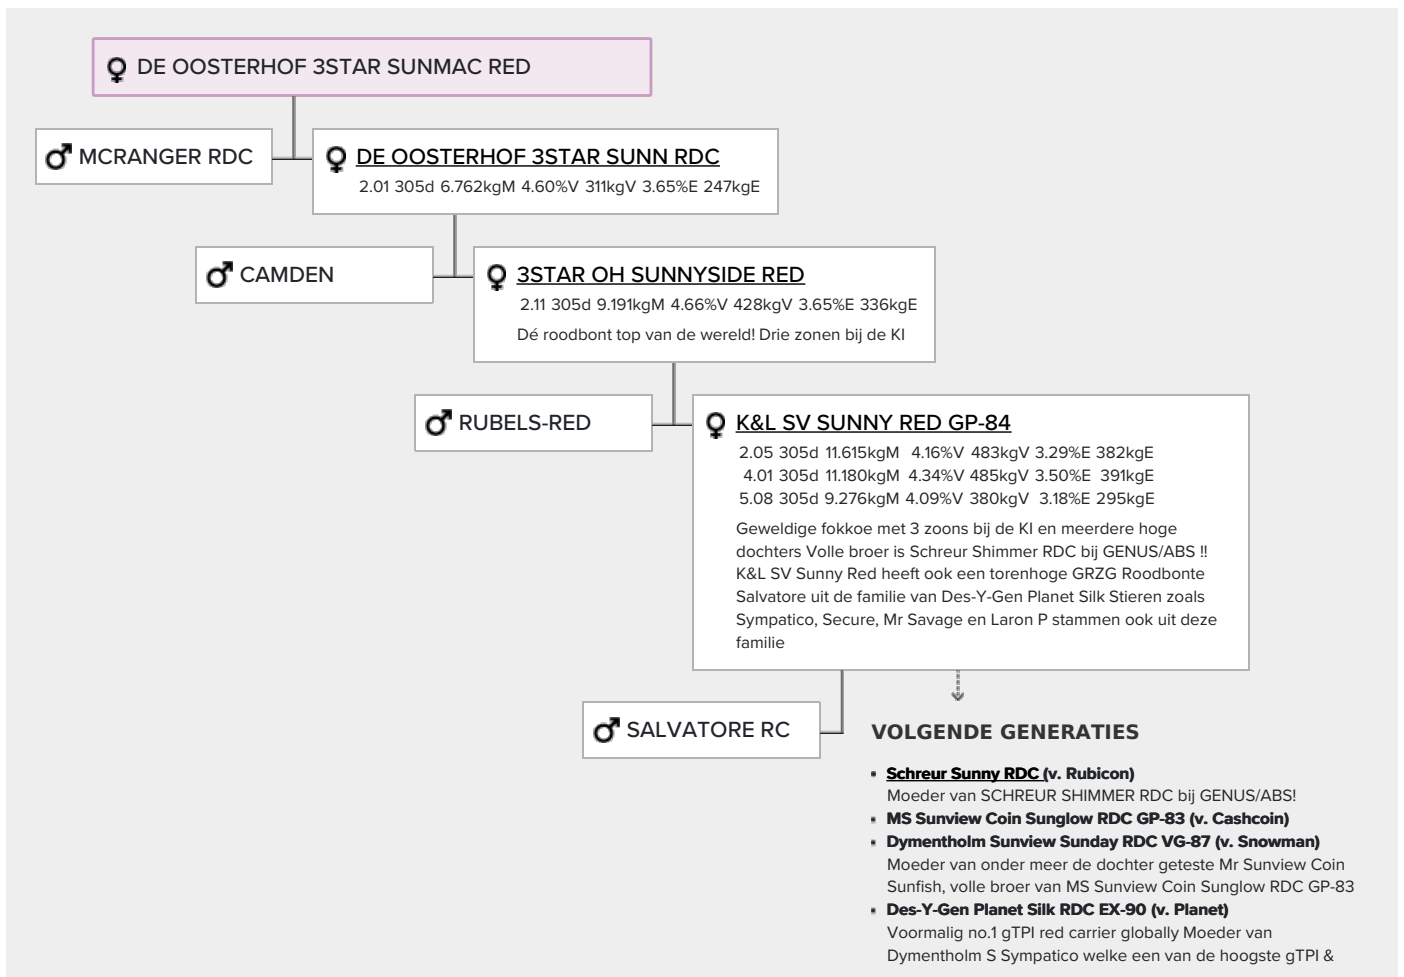 DE OOSTERHOF 3STAR SUNMAC RED
MCRANGER RDC
DE OOSTERHOF 3STAR SUNN RDC
2.01 305d 6.762kgM 4.60%V 311kgV 3.65%E 247kgE
CAMDEN
3STAR OH SUNNYSIDE RED
2.11 305d 9.191kgM 4.66%V 428kgV 3.65%E 336kgE
Dé roodbont top van de wereld! Drie zonen bij de KI
RUBELS-RED
K&L SV SUNNY RED GP-84
2.05 305d 11.615kgM 4.16%V 483kgV 3.29%E 382kgE
4.01 305d 11.180kgM 4.34%V 485kgV 3.50%E 391kgE
5.08 305d 9.276kgM 4.09%V 380kgV 3.18%E 295kgE
Geweldige fokkoe met 3 zoons bij de KI en meerdere hoge
dochters Volle broer is Schreur Shimmer RDC bij GENUS/ABS !!
K&L SV Sunny Red heeft ook een torenhoge GRZG Roodbonte
Salvatore uit de familie van Des-Y-Gen Planet Silk Stieren zoals
Sympatico, Secure, Mr Savage en Laron P stammen ook uit deze
familie
SALVATORE RC
VOLGENDE GENERATIES
Schreur Sunny RDC (v. Rubicon)
Moeder van SCHREUR SHIMMER RDC bij GENUS/ABS!
MS Sunview Coin Sunglow RDC GP-83 (v. Cashcoin)
Dymentholm Sunview Sunday RDC VG-87 (v. Snowman)
Moeder van onder meer de dochter geteste Mr Sunview Coin
Sunfish, volle broer van MS Sunview Coin Sunglow RDC GP-83
Des-Y-Gen Planet Silk RDC EX-90 (v. Planet)
Voormalig no.1 gTPI red carrier globally Moeder van
Dymentholm S Sympatico welke een van de hoogste gTPI &